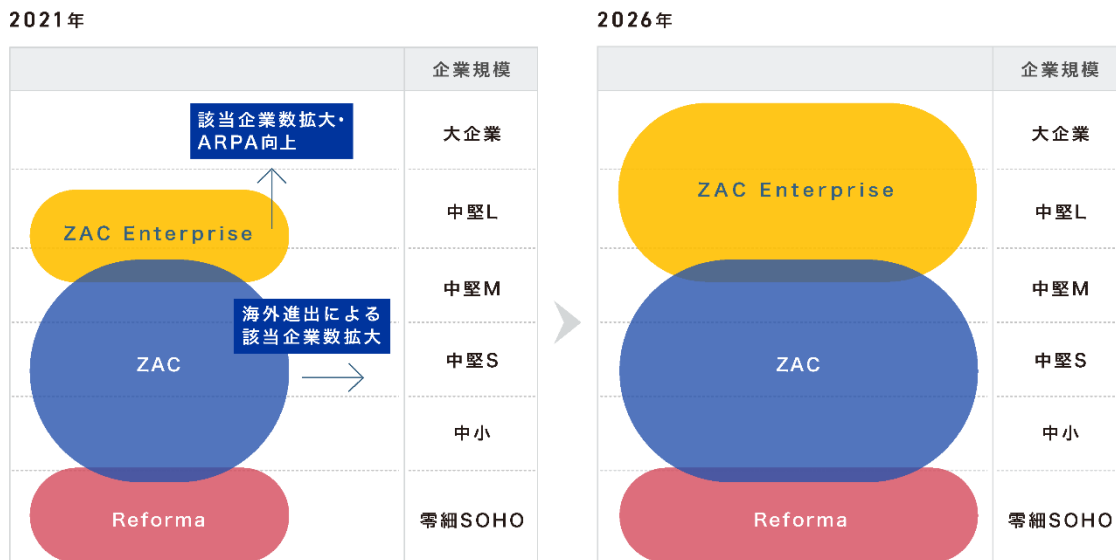 2021年
企業規模
該当企業数拡大・
ARPA向上
大企業
ZAC Enterprise
中堅L
中堅M
海外進出による
該当企業数拡大
ZAC
中堅S
中小
Reforma
零細SOHO
2026年
企業規模
大企業
ZAC Enterprise
中堅L
中堅M
ZAC
中堅S
中小
Reforma
零細SOHO